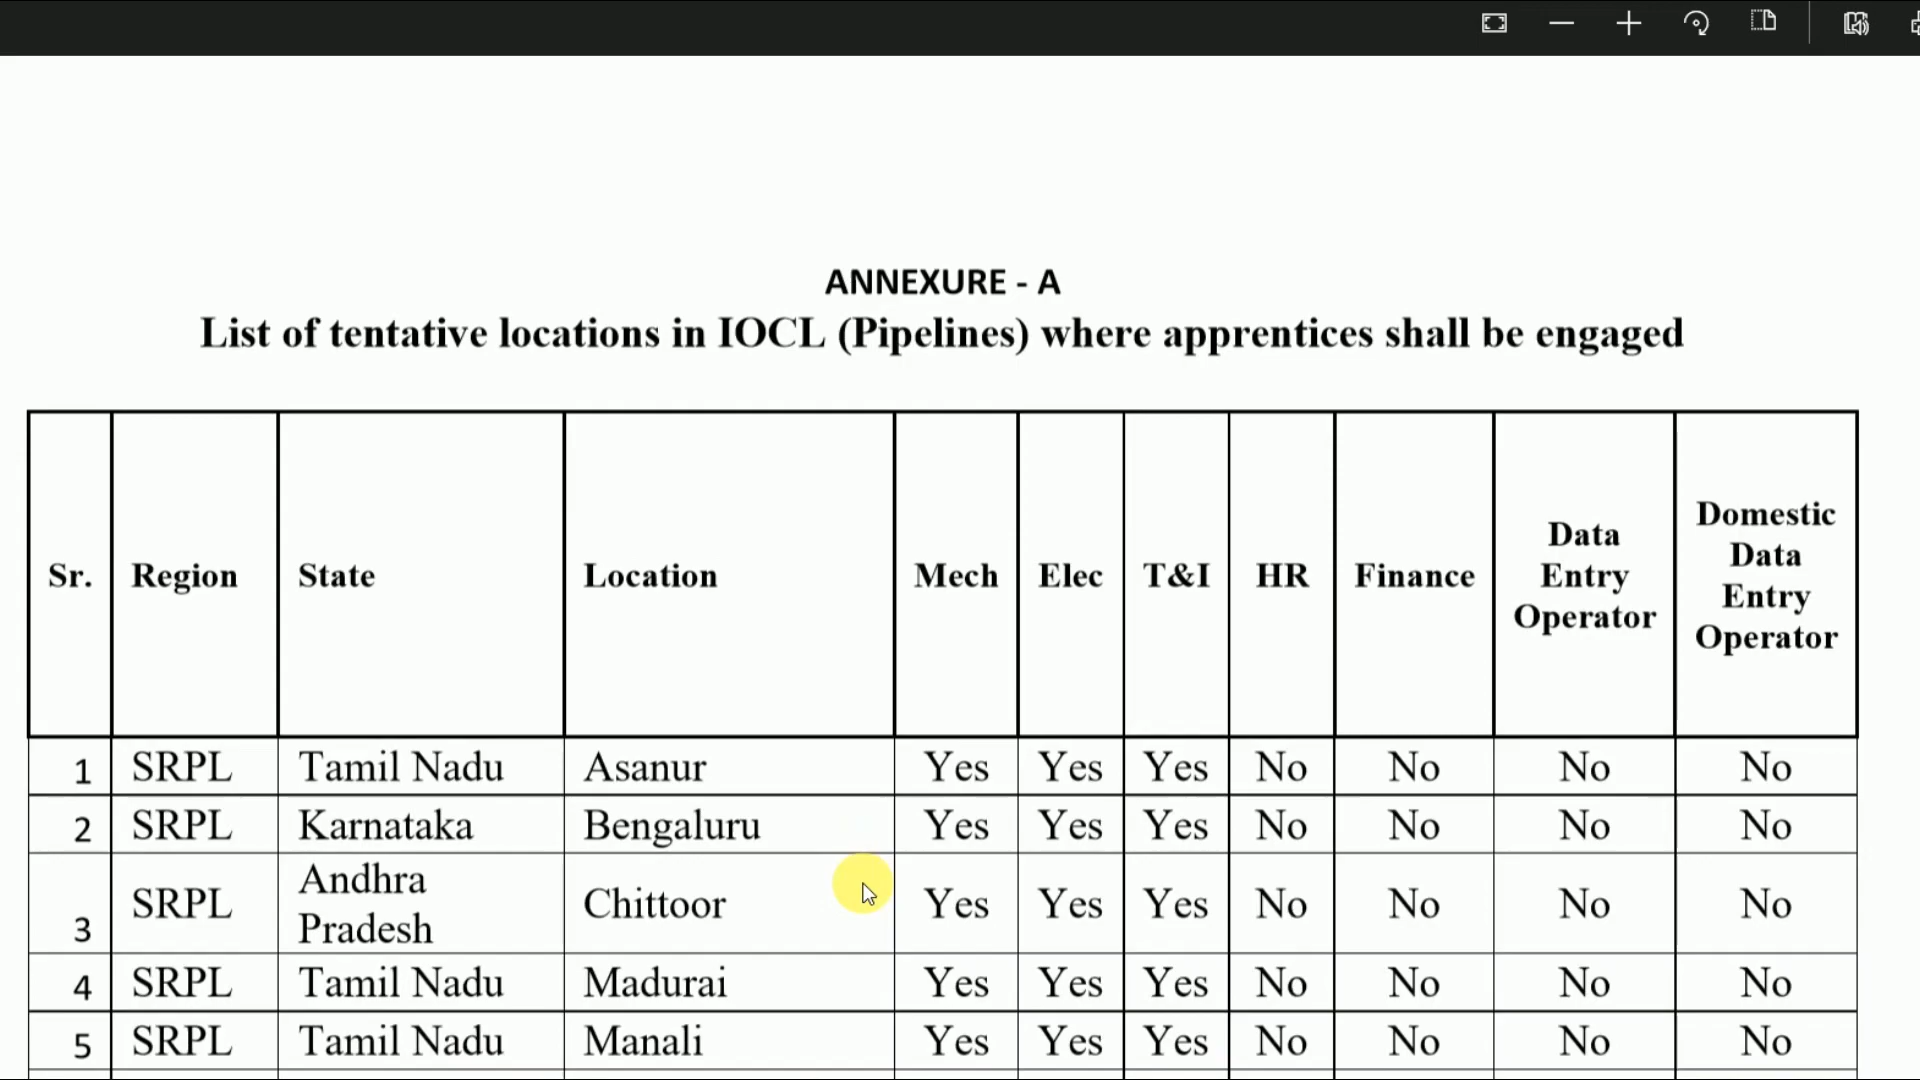 ANNEXURE - A
List of tentative locations in IOCL (Pipelines) where apprentices shall be engaged
Sr. Region State Location Mech Elec T&I HR Finance Data Entry Operator Domestic Data Entry Operator
1 SRPL Tamil Nadu Asanur Yes Yes Yes No No No No
2 SRPL Karnataka Bengaluru Yes Yes Yes No No No No
3 SRPL Andhra Pradesh Chittoor Yes Yes Yes No No No No
4 SRPL Tamil Nadu Madurai Yes Yes Yes No No No No
5 SRPL Tamil Nadu Manali Yes Yes Yes No No No No